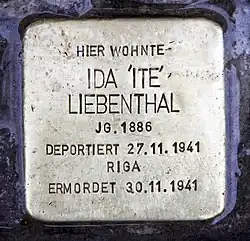 HIER WOHNTE
IDA 'ITE'
LIEBENTHAL
JG. 1886
DEPORTIERT 27.11.1941
RIGA
ERMORDET 30.11.1941